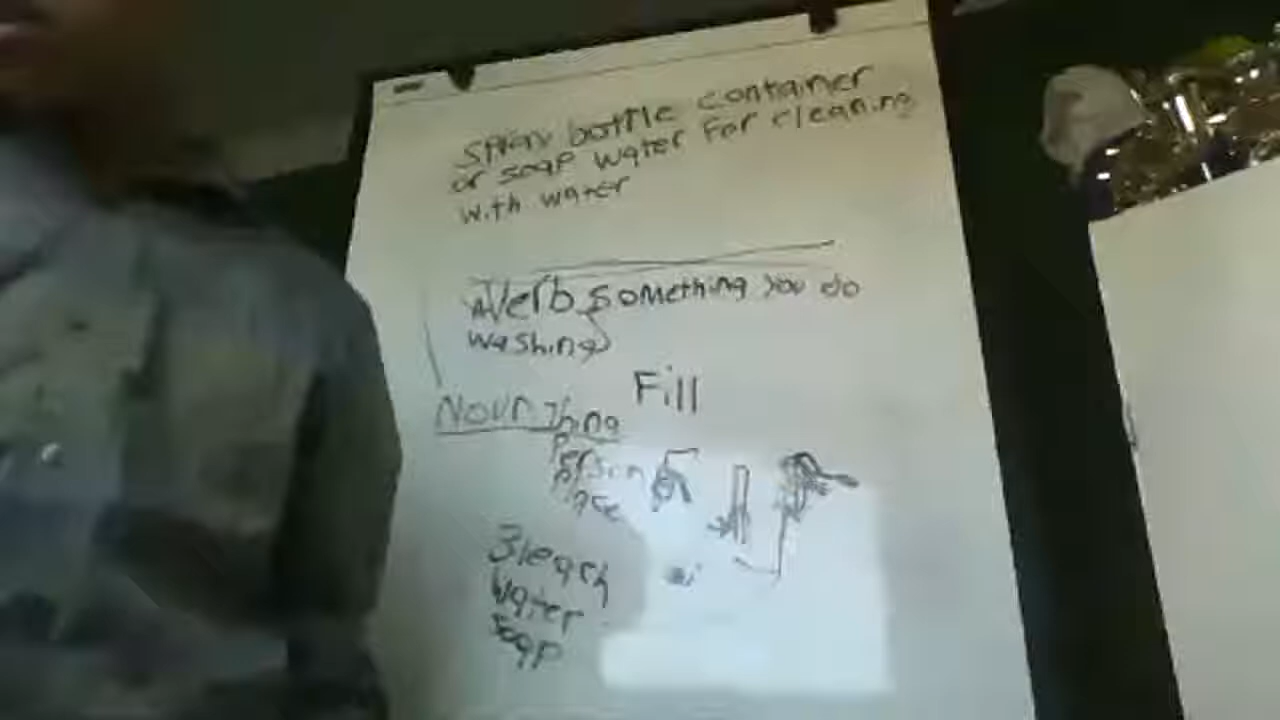 spray bottle container
or soap water for cleaning
with water
Verb something you do
washing
Fill
Noun thing
person
place
Bleach
water
soap